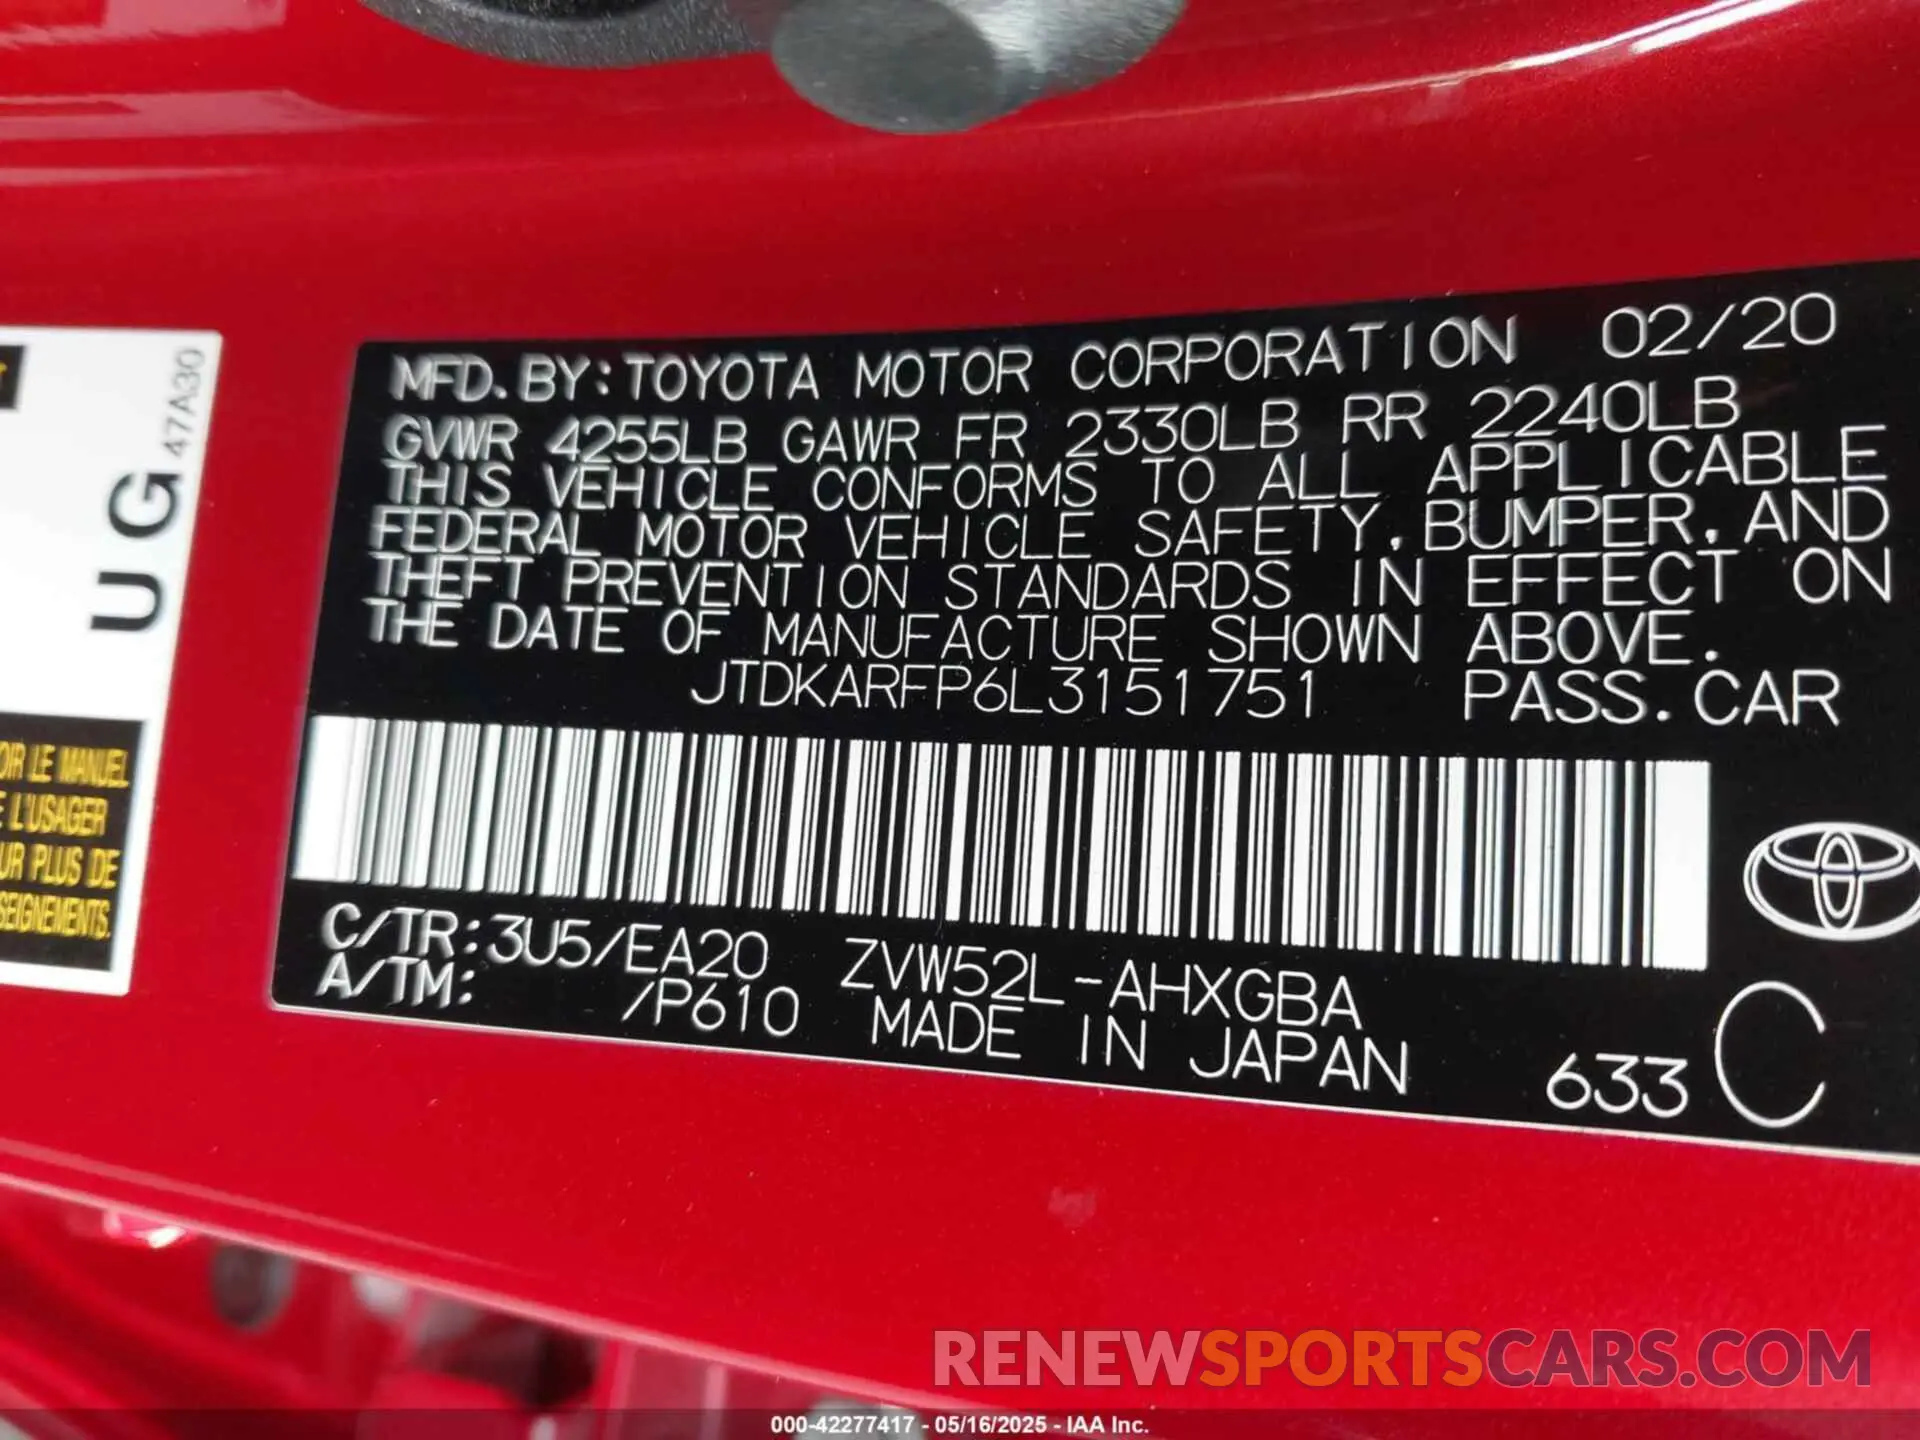 47A30
UG
OIR LE MANUEL
E L'USAGER
UR PLUS DE
SEIGNEMENTS.
MFD. BY: TOYOTA MOTOR CORPORATION 02/20
GVWR 4255LB GAWR FR 2330LB RR 2240LB
THIS VEHICLE CONFORMS TO ALL APPLICABLE
FEDERAL MOTOR VEHICLE SAFETY, BUMPER, AND
THEFT PREVENTION STANDARDS IN EFFECT ON
THE DATE OF MANUFACTURE SHOWN ABOVE.
JTDKARFP6L3151751 PASS. CAR
C/TR: 3U5/EA20 ZVW52L-AHXGBA
A/TM: /P610 MADE IN JAPAN 633 C
RENEWSPORTSCARS.COM
000-42277417 - 05/16/2025 - IAA Inc.